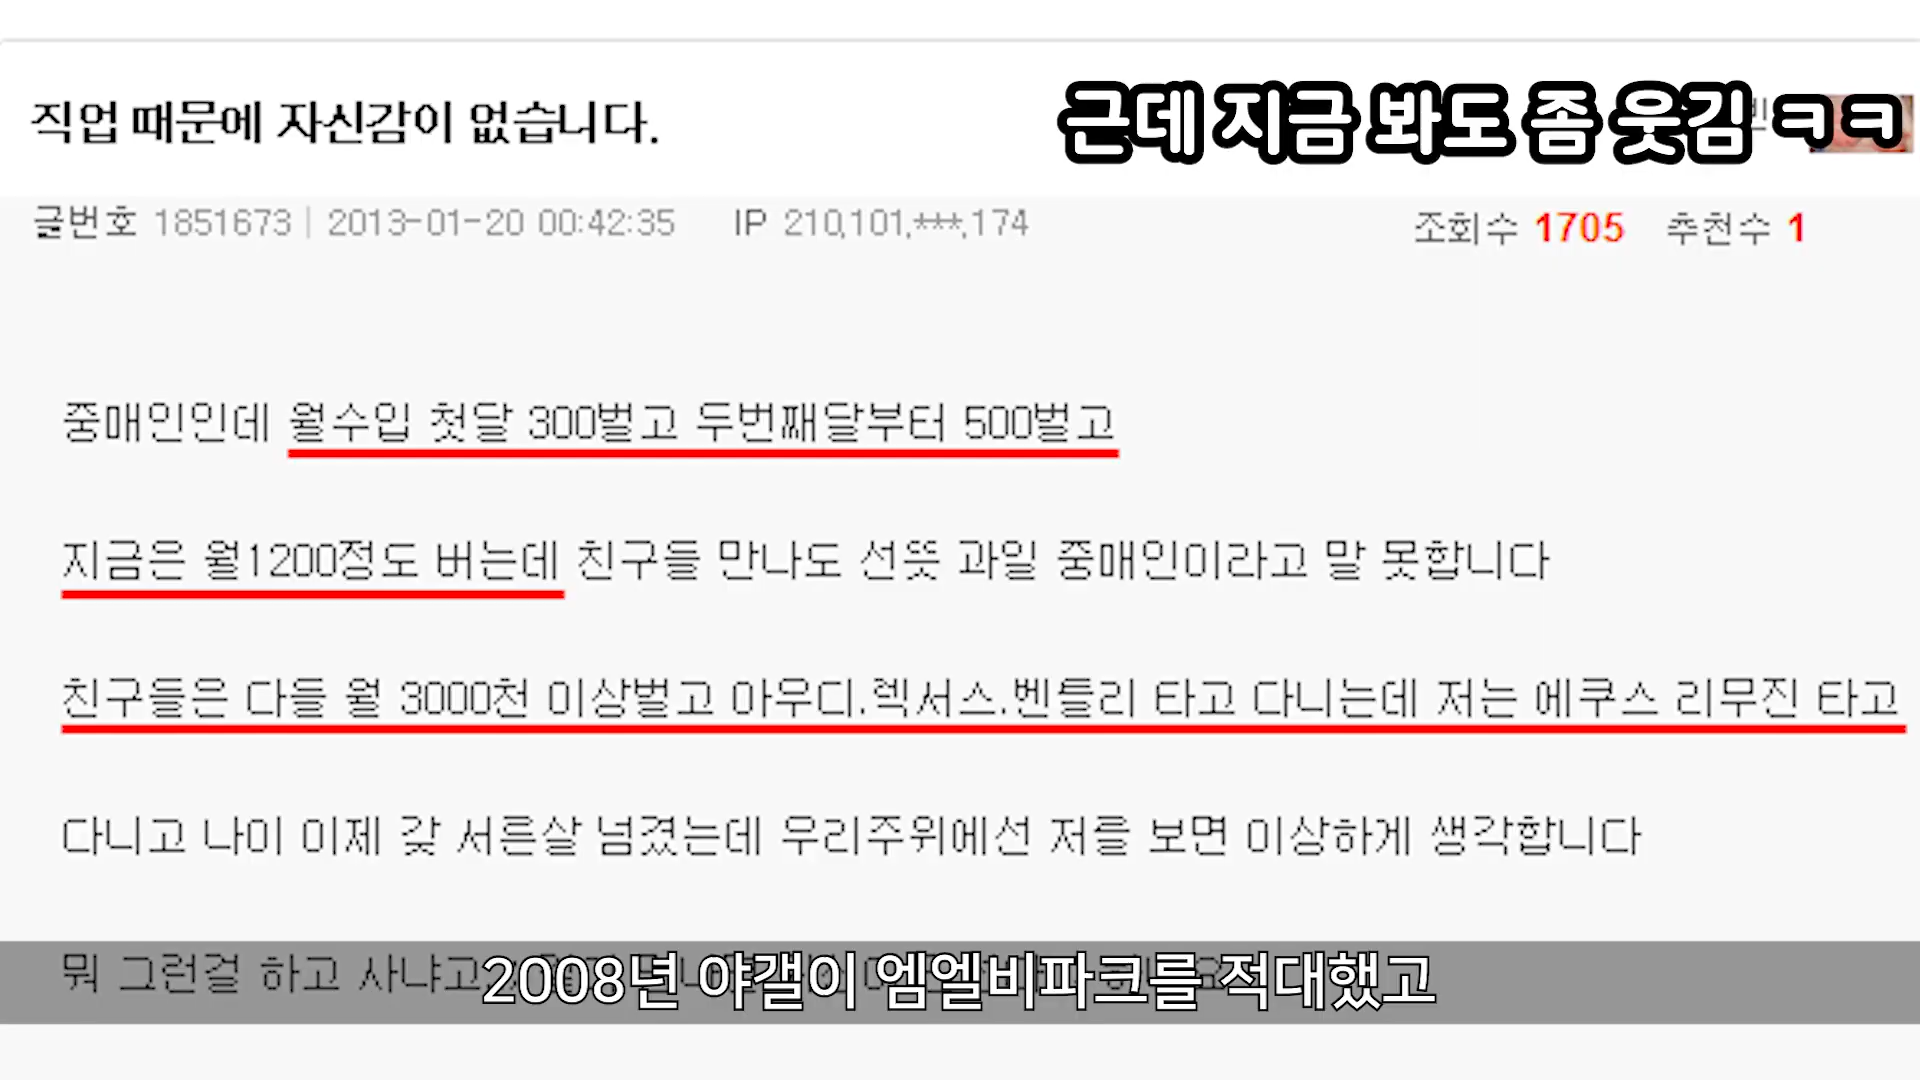 직업 때문에 자신감이 없습니다.
근데 지금 봐도 좀 웃김 ㅋㅋ
글번호 1851673 | 2013-01-20 00:42:35 IP 210,101,***,174
조회수 1705 추천수 1
중매인인데 월수입 첫달 300벌고 두번째달부터 500벌고
지금은 월1200정도 버는데 친구들 만나도 선뜻 과일 중매인이라고 말 못합니다
친구들은 다들 월 3000천 이상벌고 아우디.렉서스.벤틀리 타고 다니는데 저는 에쿠스 리무진 타고
다니고 나이 이제 갖 서른살 넘겼는데 우리주위에선 저를 보면 이상하게 생각합니다
뭐 그런걸 하고 사냐고
2008년 야갤이 엠엘비파크를 적대했고